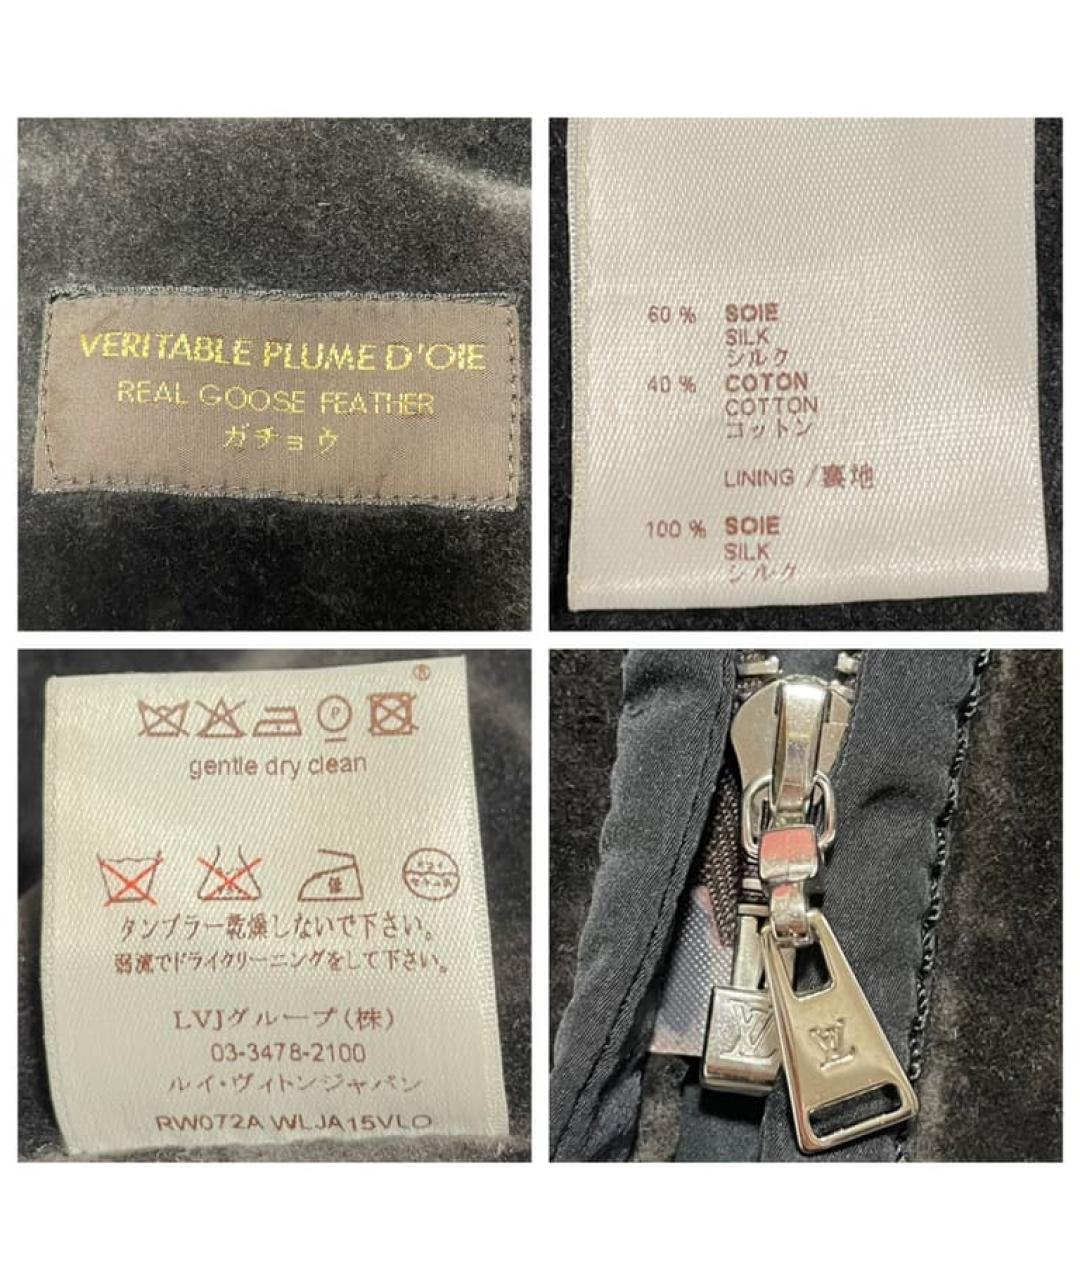 VERITABLE PLUME D'OIE
REAL GOOSE FEATHER
ガチョウ
60 % SOIE
SILK
シルク
40 % COTON
COTTON
コットン
LINING /裏地
100 % SOIE
SILK
シルク
®
P
gentle dry clean
低
タンブラー乾燥しないで下さい。
弱流でドライクリーニングをして下さい。
LVJグループ(株)
03-3478-2100
ルイ・ヴィトンジャパン
RW072A WLJA15VLO
LV
LV